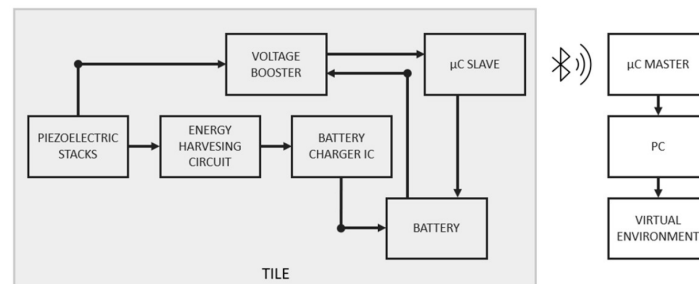 VOLTAGE
BOOSTER
µC SLAVE
µC MASTER
PIEZOELECTRIC
STACKS
ENERGY
HARVESING
CIRCUIT
BATTERY
CHARGER IC
PC
BATTERY
VIRTUAL
ENVIRONMENT
TILE